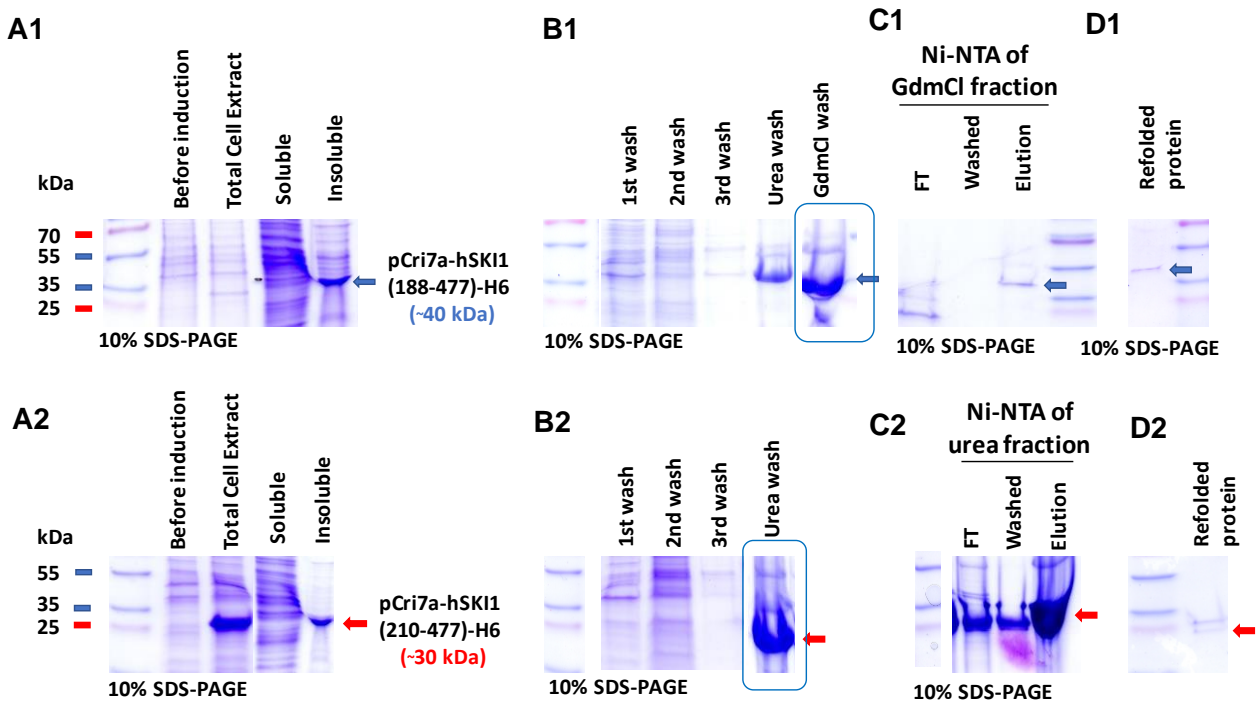 A1
Before induction
Total Cell Extract
Soluble
Insoluble
kDa
70
55
35
25
10% SDS-PAGE
pCri7a-hSKI1
(188-477)-H6
(~40 kDa)
B1
1st wash
2nd wash
3rd wash
Urea wash
GdmCl wash
10% SDS-PAGE
C1
Ni-NTA of
GdmCl fraction
FT
Washed
Elution
10% SDS-PAGE
D1
Refolded
protein
10% SDS-PAGE
A2
Before induction
Total Cell Extract
Soluble
Insoluble
kDa
55
35
25
10% SDS-PAGE
pCri7a-hSKI1
(210-477)-H6
(~30 kDa)
B2
1st wash
2nd wash
3rd wash
Urea wash
10% SDS-PAGE
C2
Ni-NTA of
urea fraction
FT
Washed
Elution
10% SDS-PAGE
D2
Refolded
protein